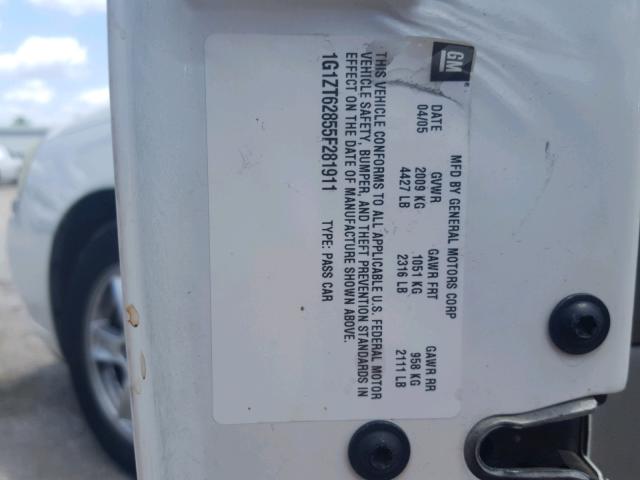 GM
MFD BY GENERAL MOTORS CORP
DATE GVWR GAWR FRT GAWR RR
04/05 2009 KG 1051 KG 958 KG
4427 LB 2316 LB 2111 LB
THIS VEHICLE CONFORMS TO ALL APPLICABLE U.S. FEDERAL MOTOR
VEHICLE SAFETY, BUMPER, AND THEFT PREVENTION STANDARDS IN
EFFECT ON THE DATE OF MANUFACTURE SHOWN ABOVE.
1G1ZT62855F281911 TYPE: PASS CAR